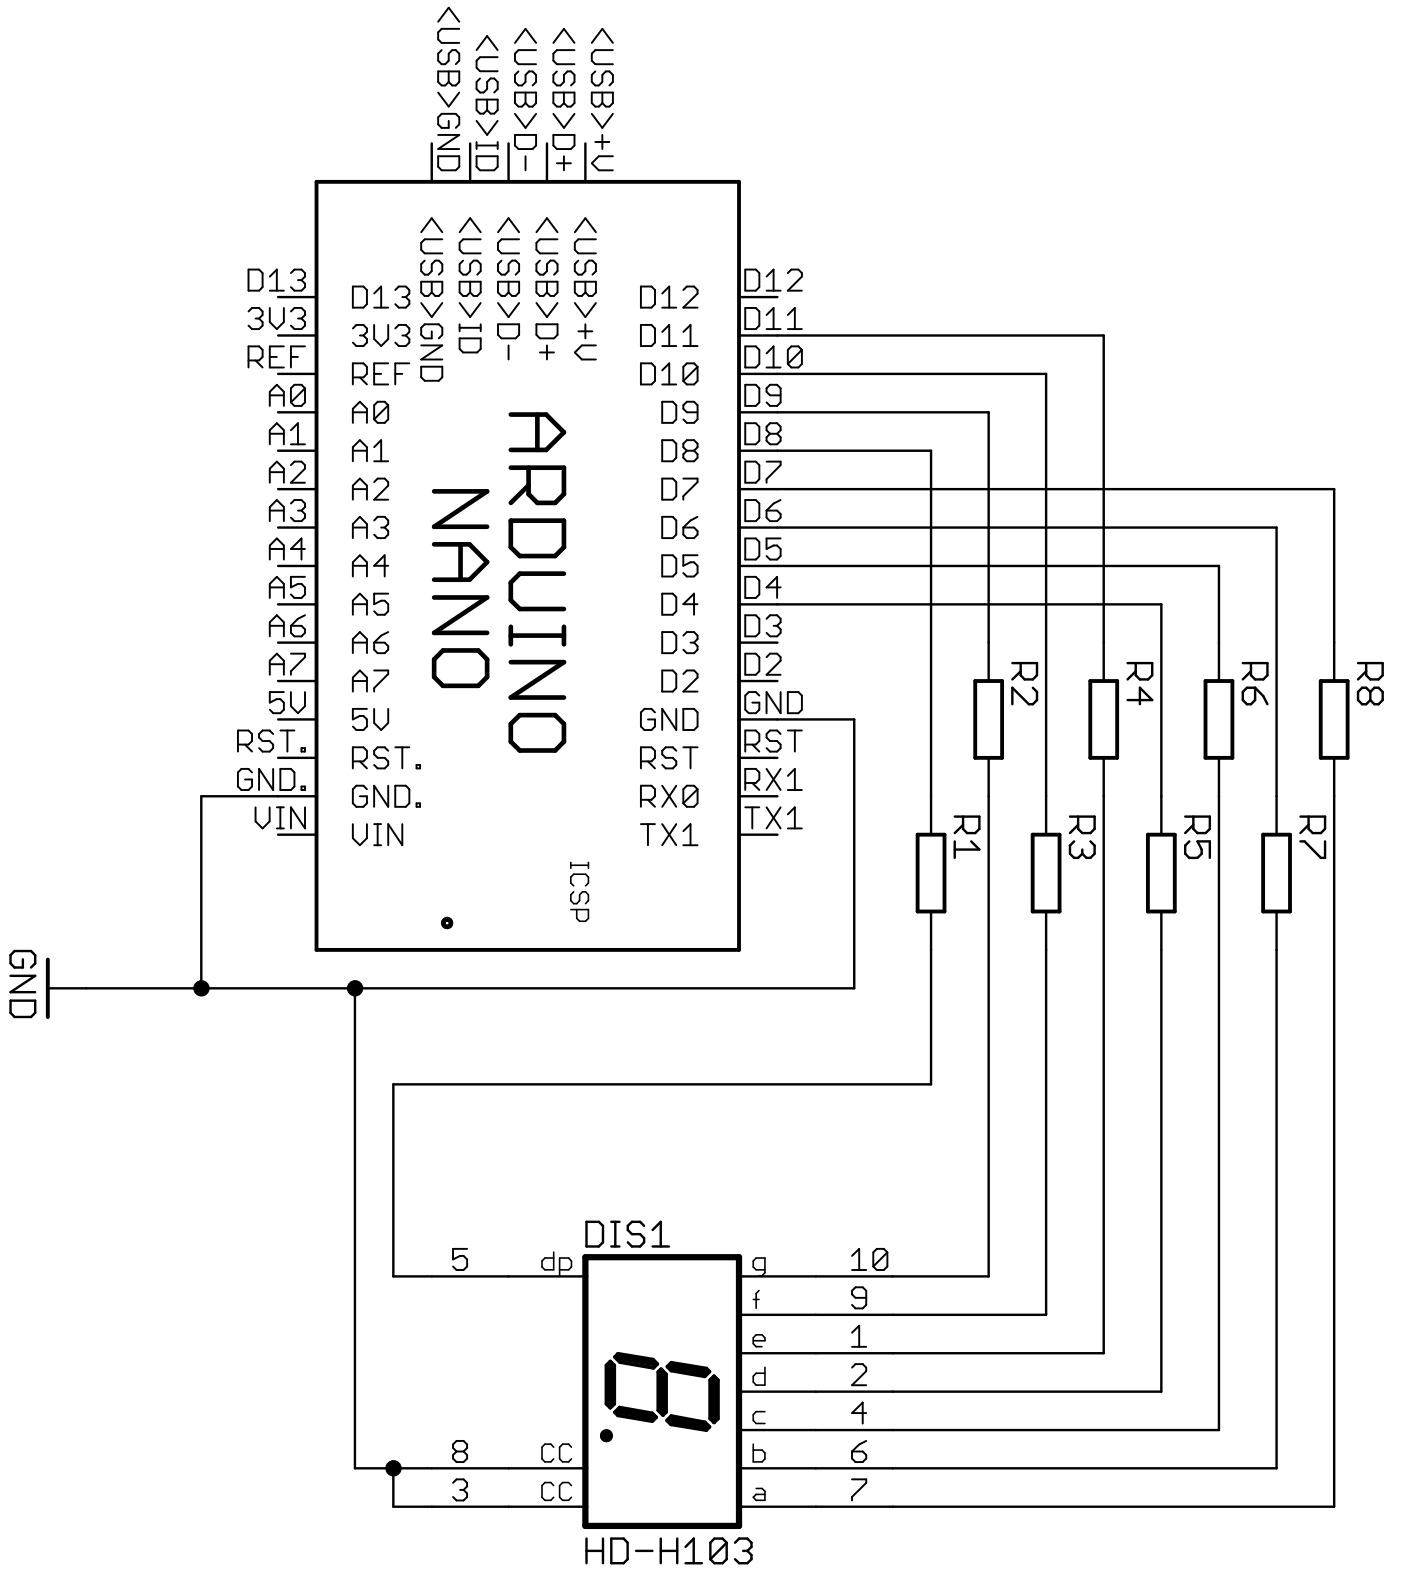 <USB>GND
<USB>ID
<USB>D-
<USB>D+
<USB>+V
<USB>GND
<USB>ID
<USB>D-
<USB>D+
<USB>+V
D13
3V3
REF
A0
A1
A2
A3
A4
A5
A6
A7
5V
RST.
GND.
VIN
D13
3V3
REF
A0
A1
A2
A3
A4
A5
A6
A7
5V
RST.
GND.
VIN
ARDUINO
NANO
D12
D11
D10
D9
D8
D7
D6
D5
D4
D3
D2
GND
RST
RX0
TX1
D12
D11
D10
D9
D8
D7
D6
D5
D4
D3
D2
GND
RST
RX1
TX1
ICSP
R2
R4
R6
R8
R1
R3
R5
R7
GND
DIS1
5 dp
8 CC
3 CC
g 10
f 9
e 1
d 2
c 4
b 6
a 7
HD-H103